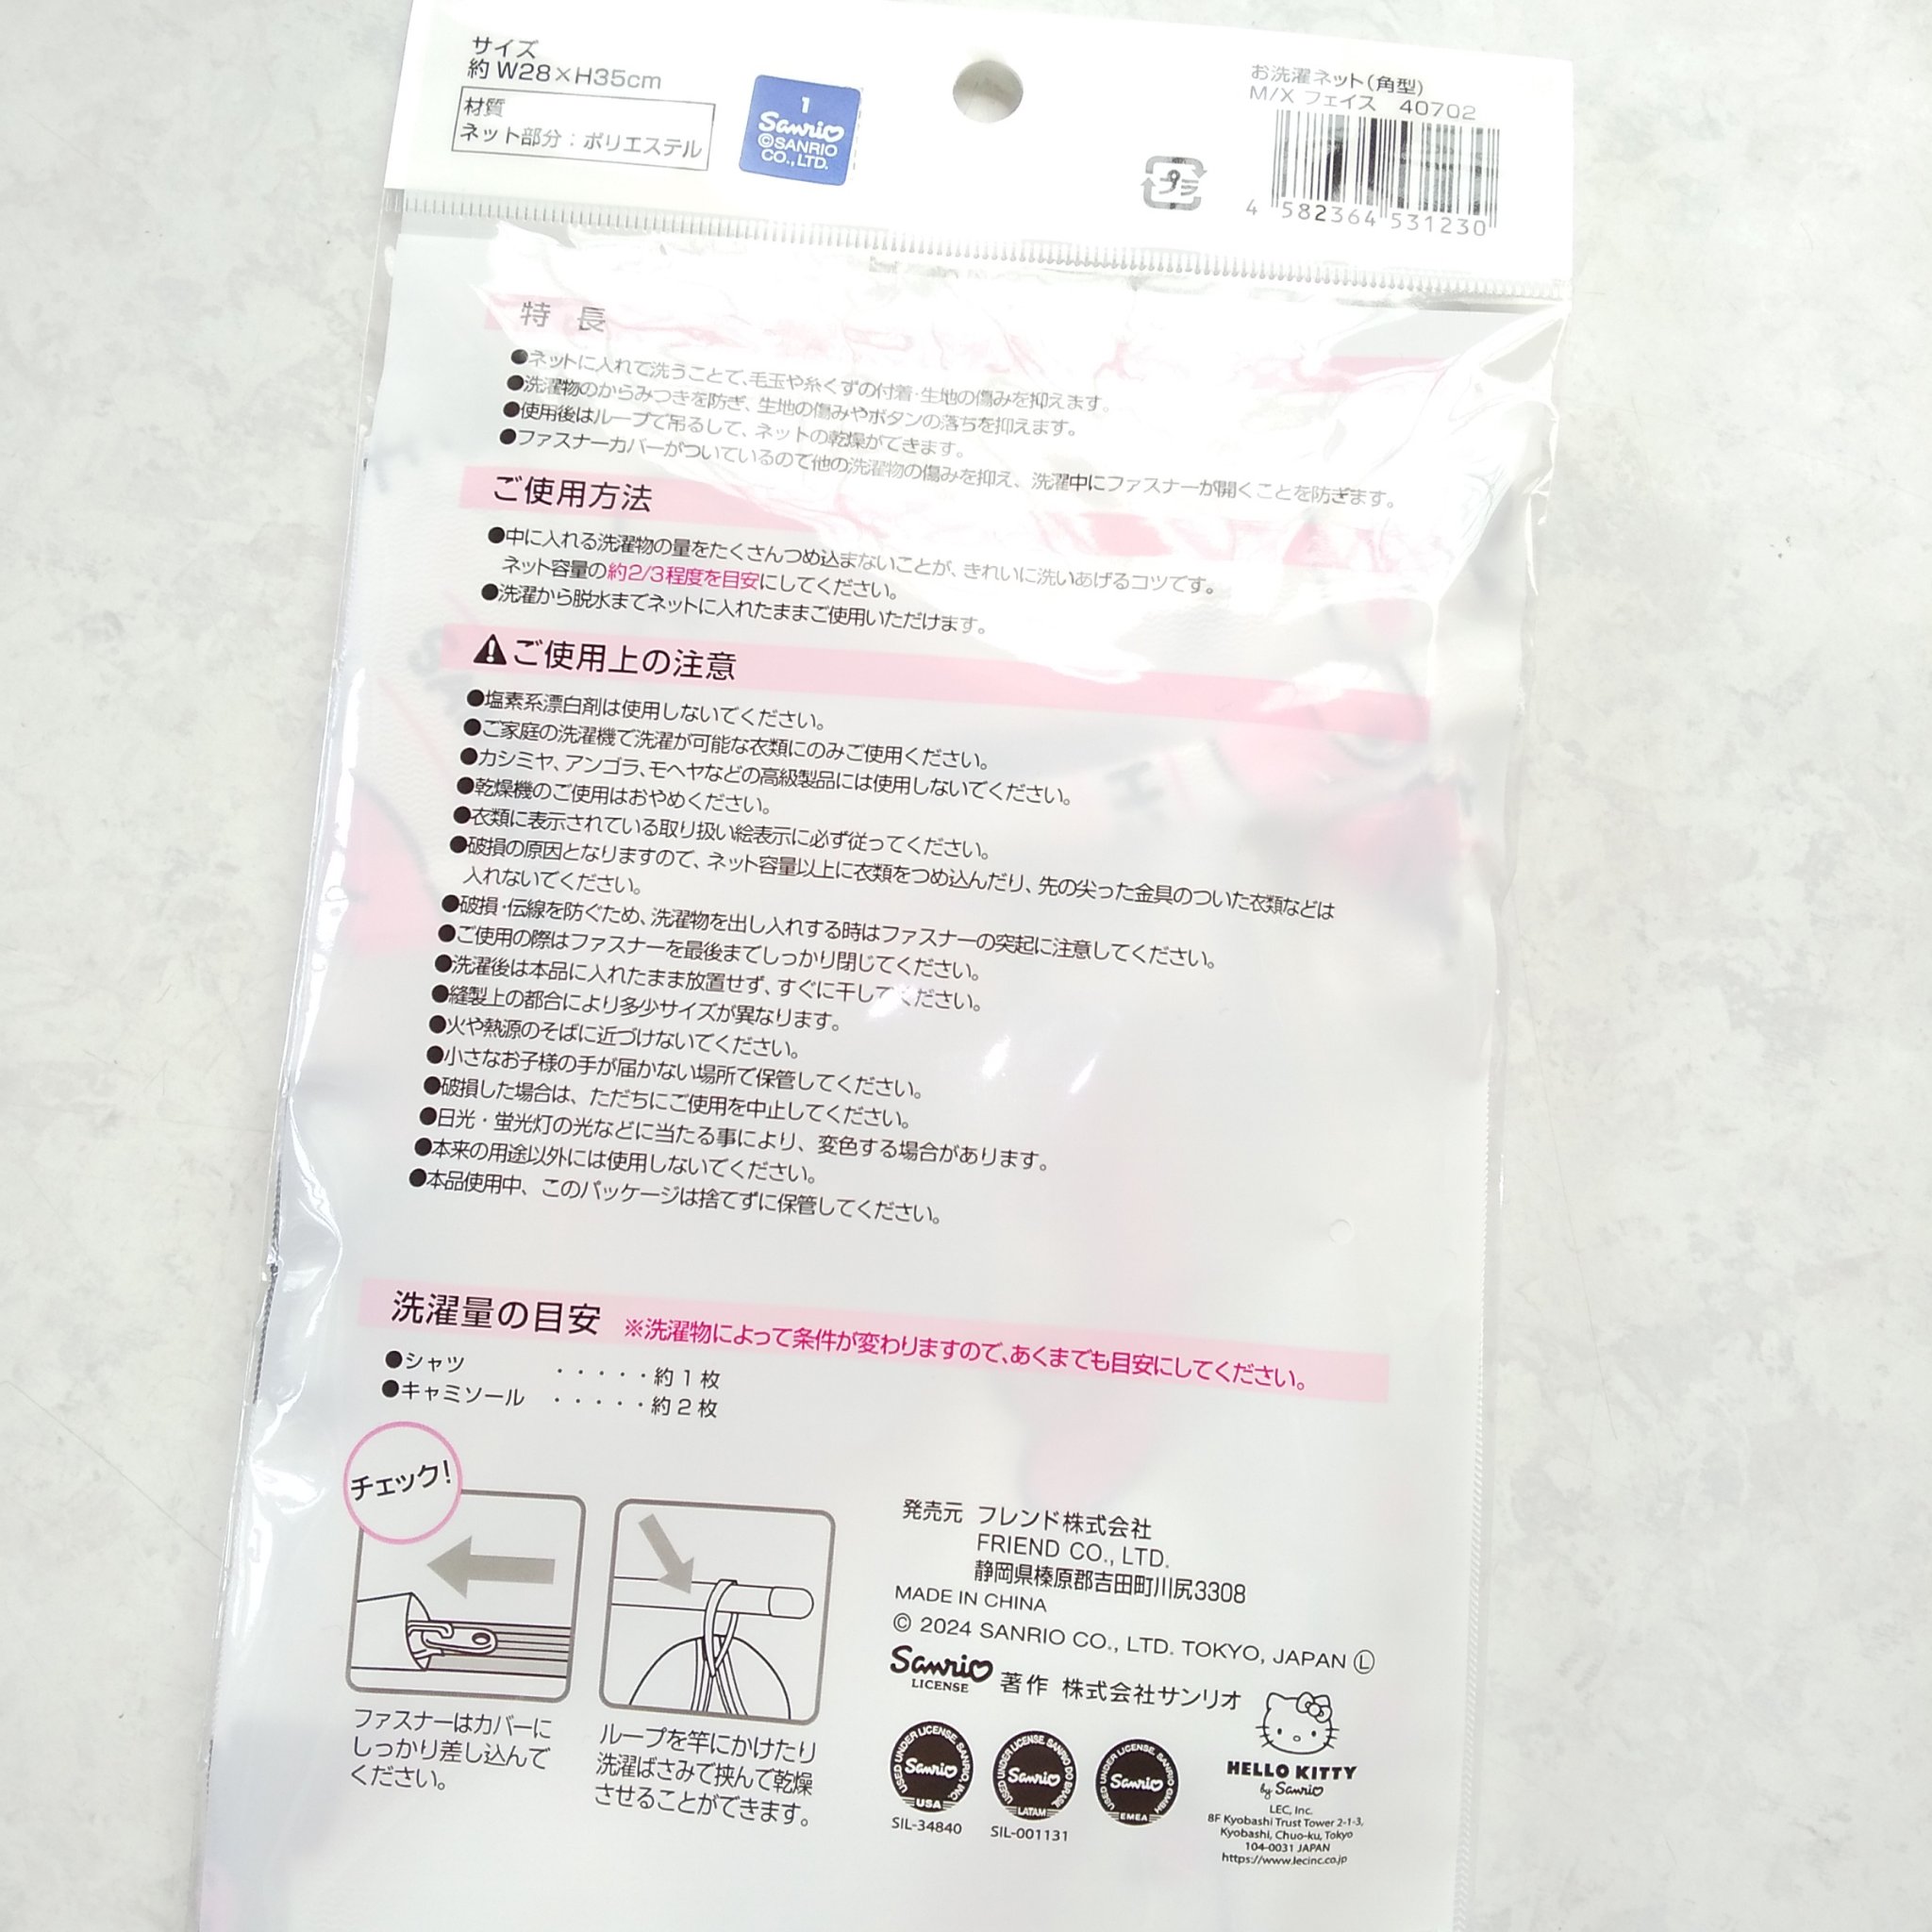 サイズ
約 W28×H35cm
材質
ネット部分：ポリエステル
1
Sanrio
©SANRIO
CO., LTD.
プラ
お洗濯ネット(角型)
M/X フェイス 40702
4 582364 531230
特 長
●ネットに入れて洗うことで、毛玉や糸くずの付着・生地の傷みを抑えます。
●洗濯物のからみつきを防ぎ、生地の傷みやボタンの落ちを抑えます。
●使用後はループで吊るして、ネットの乾燥ができます。
●ファスナーカバーがついているので他の洗濯物の傷みを抑え、洗濯中にファスナーが開くことを防ぎます。
ご使用方法
●中に入れる洗濯物の量をたくさんつめ込まないことが、きれいに洗いあげるコツです。
ネット容量の約2/3程度を目安にしてください。
●洗濯から脱水までネットに入れたままご使用いただけます。
ご使用上の注意
●塩素系漂白剤は使用しないでください。
●ご家庭の洗濯機で洗濯が可能な衣類にのみご使用ください。
●カシミヤ、アンゴラ、モヘヤなどの高級製品には使用しないでください。
●乾燥機のご使用はおやめください。
●衣類に表示されている取り扱い絵表示に必ず従ってください。
●破損の原因となりますので、ネット容量以上に衣類をつめ込んだり、先の尖った金具のついた衣類などは
入れないでください。
●破損・伝線を防ぐため、洗濯物を出し入れする時はファスナーの突起に注意してください。
●ご使用の際はファスナーを最後までしっかり閉じてください。
●洗濯後は本品に入れたまま放置せず、すぐに干してください。
●縫製上の都合により多少サイズが異なります。
●火や熱源のそばに近づけないでください。
●小さなお子様の手が届かない場所で保管してください。
●破損した場合は、ただちにご使用を中止してください。
●日光・蛍光灯の光などに当たる事により、変色する場合があります。
●本来の用途以外には使用しないでください。
●本品使用中、このパッケージは捨てずに保管してください。
洗濯量の目安 ※洗濯物によって条件が変わりますので、あくまでも目安にしてください。
●シャツ ・・・・・約1枚
●キャミソール ・・・・・約2枚
チェック!
ファスナーはカバーに
しっかり差し込んで
ください。
ループを竿にかけたり
洗濯ばさみで挟んで乾燥
させることができます。
発売元 フレンド株式会社
FRIEND CO., LTD.
静岡県榛原郡吉田町川尻3308
MADE IN CHINA
© 2024 SANRIO CO., LTD. TOKYO, JAPAN Ⓛ
Sanrio
LICENSE
著作 株式会社サンリオ
USED UNDER LICENSE. SANRIO, INC.
Sanrio
USA
SIL-34840
USED UNDER LICENSE. SANRIO DO BRASIL
Sanrio
LATAM
SIL-001131
USED UNDER LICENSE. SANRIO GMBH
Sanrio
EMEA
HELLO KITTY
by Sanrio
LEC, Inc.
8F Kyobashi Trust Tower 2-1-3,
Kyobashi, Chuo-ku, Tokyo
104-0031 JAPAN
https://www.lecinc.co.jp